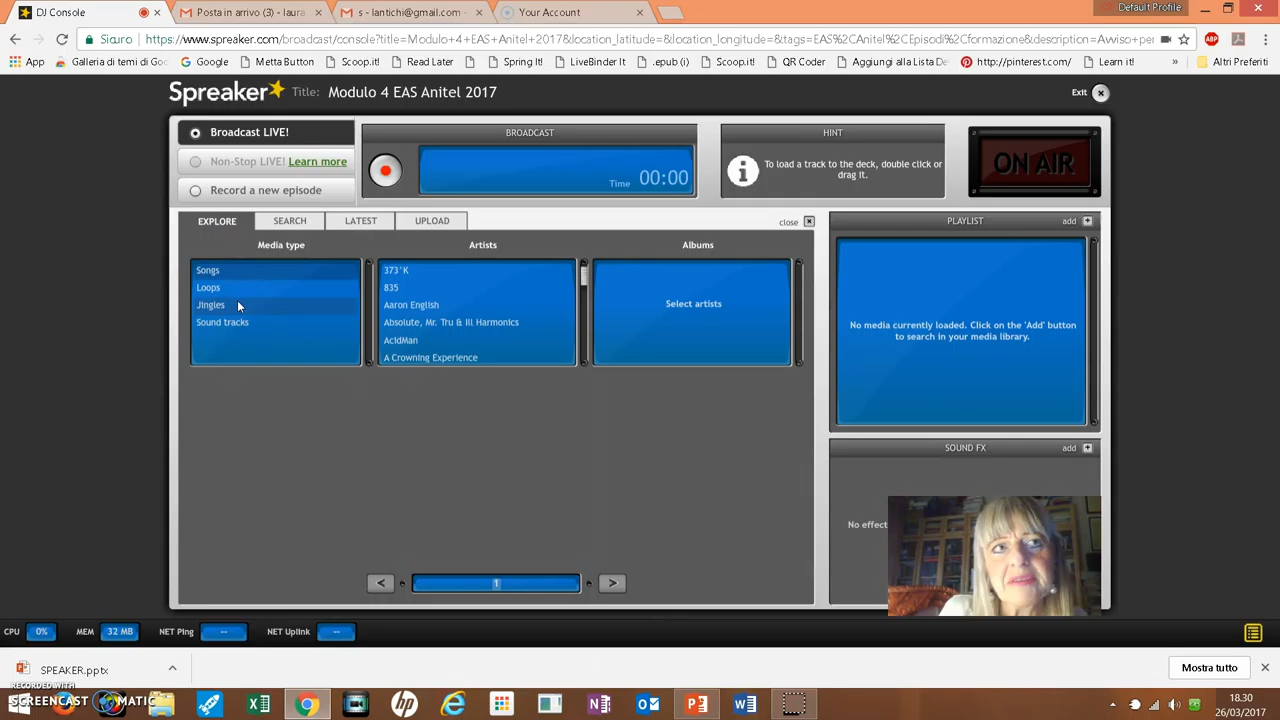 DJ Console
Posta in arrivo (3) - laura
s - lantichi@gmail.com -
Your Account
Default Profile
Sicuro https://www.spreaker.com/broadcast/console?title=Modulo+4+EAS+Anitel+2017&location_latitude=&location_longitude=&tags=EAS%2CAnitel%2CEpisodi%2Cformazione&description=Avviso+per
ABP
App Galleria di temi di Go Google Metta Button Scoop.it! Read Later Spring It! LiveBinder It .epub (i) Scoop.it! QR Coder Aggiungi alla Lista De http://pinterest.com/ Learn it! » Altri Preferiti
Spreaker Title: Modulo 4 EAS Anitel 2017 Exit
Broadcast LIVE!
Non-Stop LIVE! Learn more
Record a new episode
BROADCAST
Time 00:00
HINT
To load a track to the deck, double click or
drag it.
ON AIR
EXPLORE SEARCH LATEST UPLOAD close
Media type Artists Albums
Songs
Loops
Jingles
Sound tracks
373°K
835
Aaron English
Absolute, Mr. Tru & Ill Harmonics
AcidMan
A Crowning Experience
Select artists
< 1 >
PLAYLIST add +
No media currently loaded. Click on the 'Add' button
to search in your media library.
SOUND FX add +
No effec
CPU 0% MEM 32 MB NET Ping -- NET Uplink --
SPEAKER.pptx
Mostra tutto
RECORDED WITH
SCREENCAST MATIC
18.30
26/03/2017